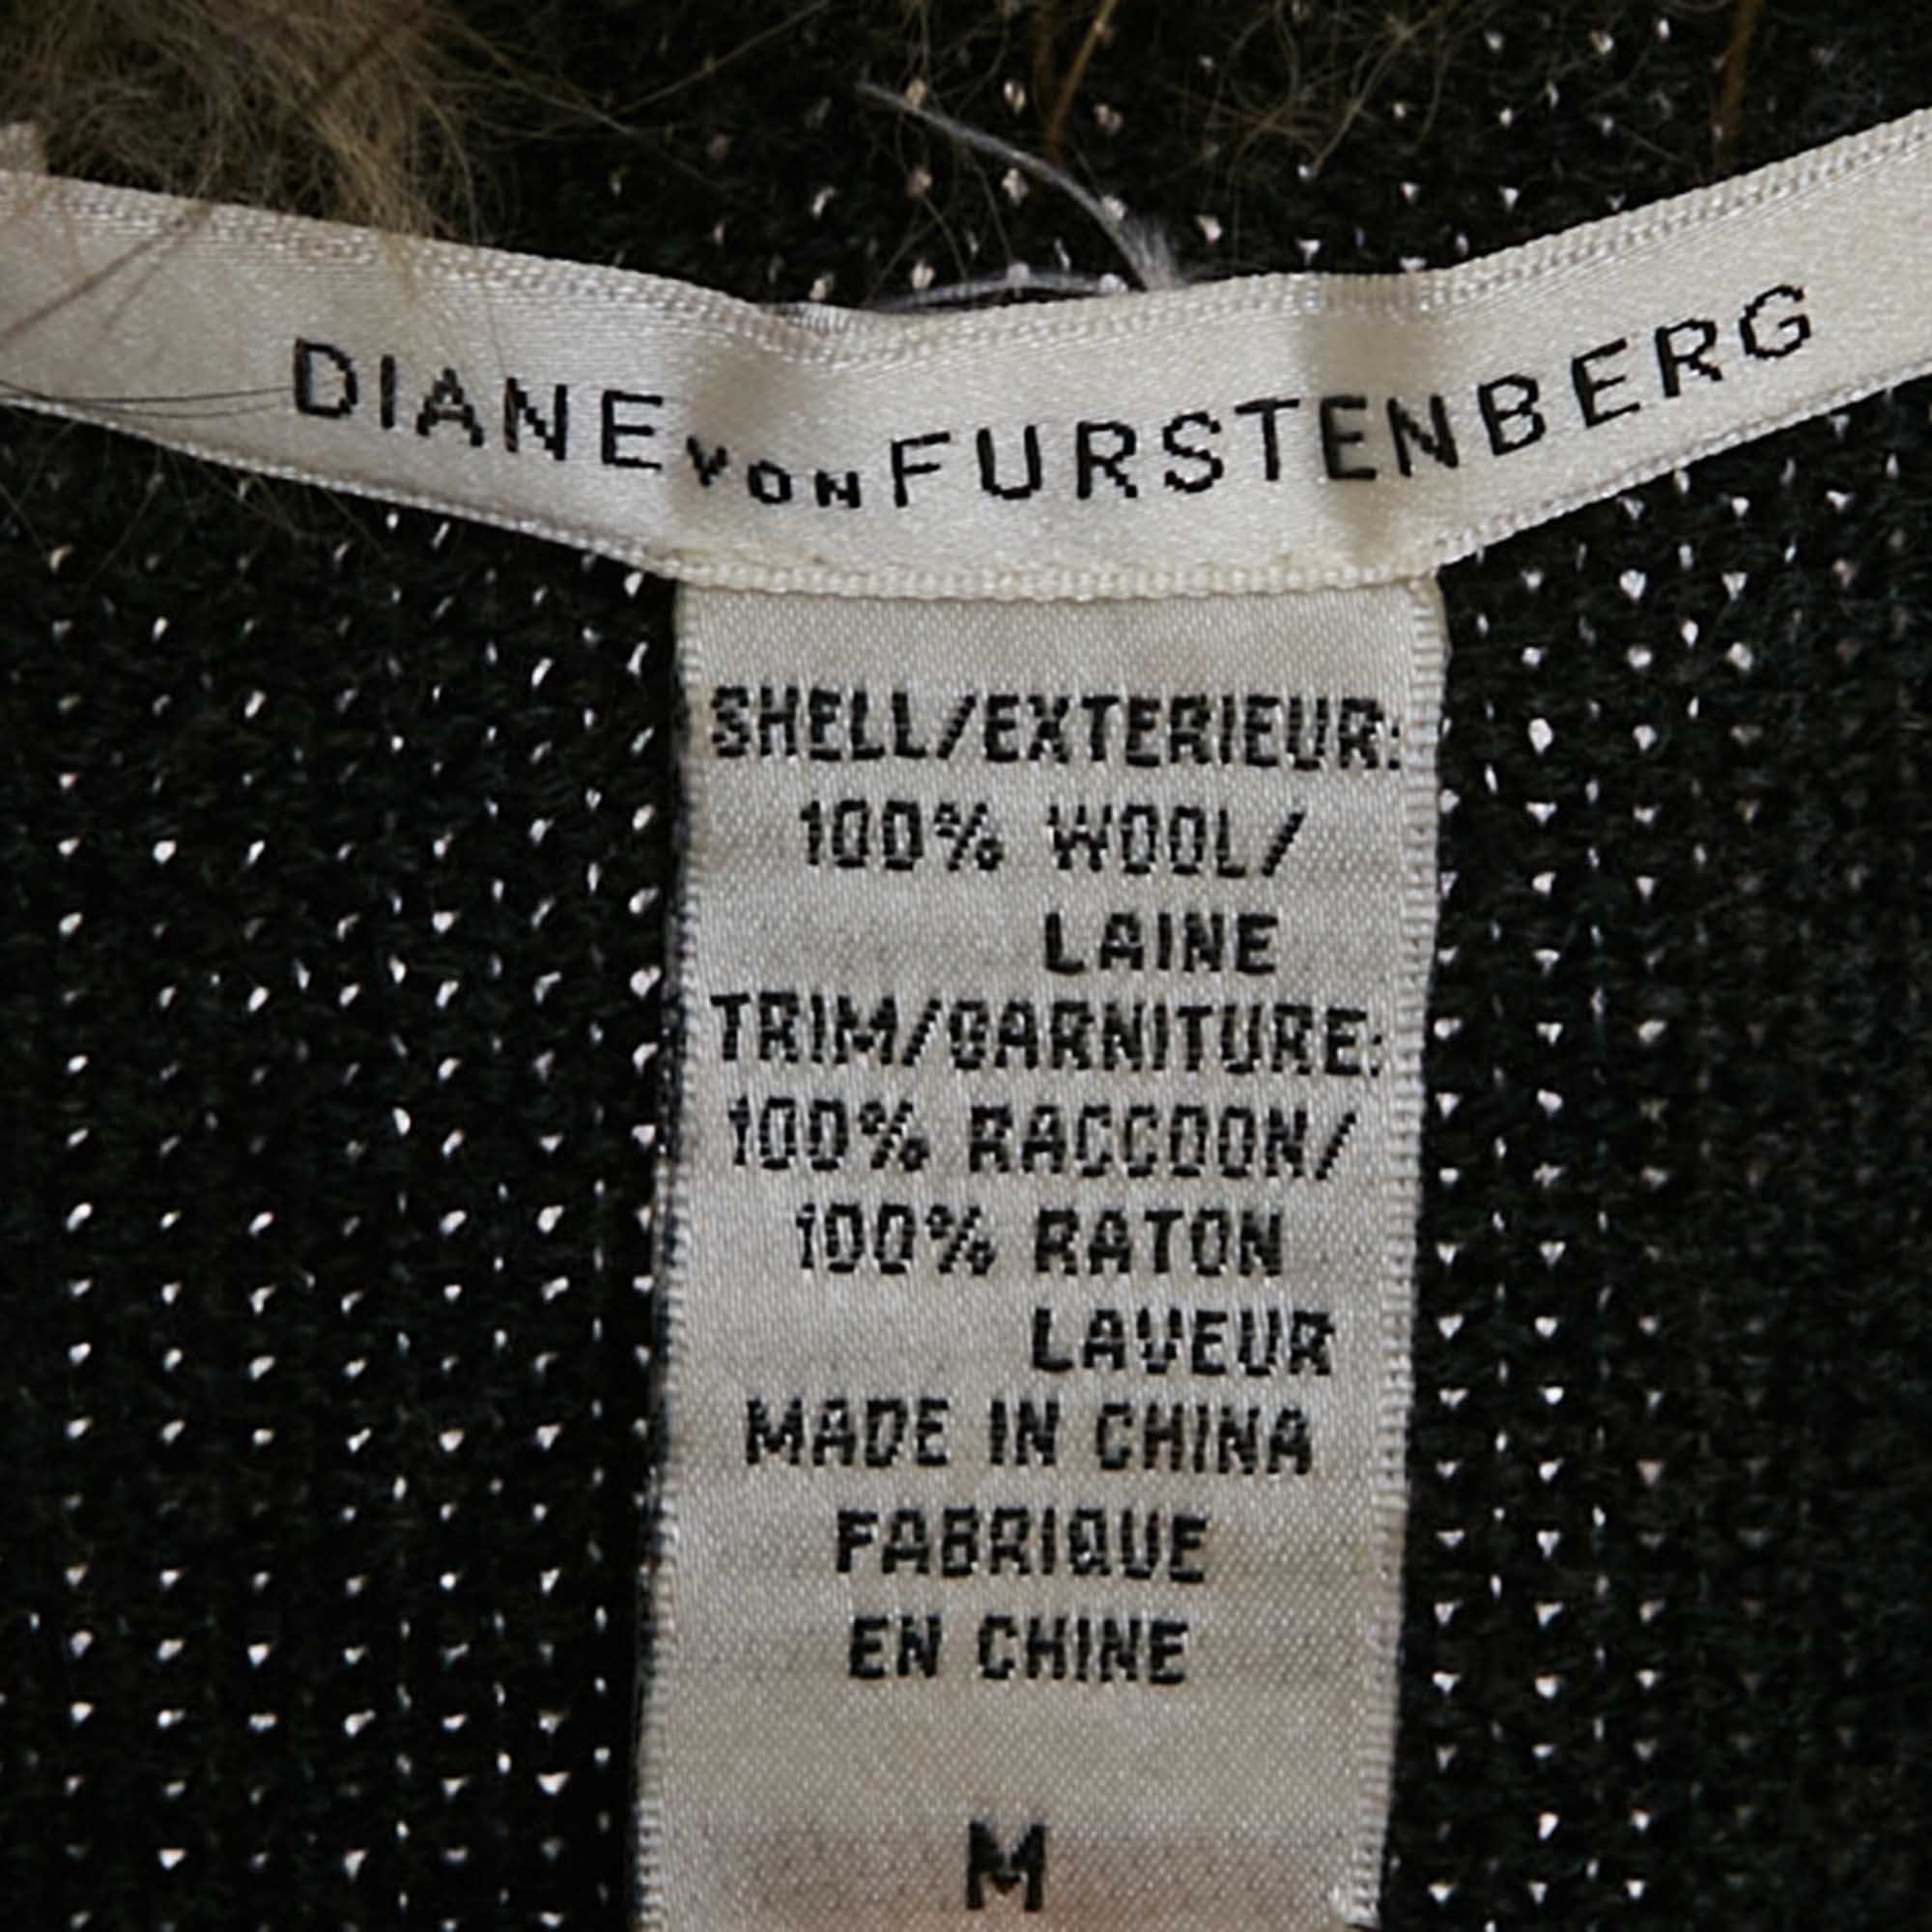 DIANE VON FURSTENBERG
SHELL/EXTERIEUR:
100% WOOL/
LAINE
TRIM/GARNITURE:
100% RACCOON/
100% RATON
LAVEUR
MADE IN CHINA
FABRIQUE
EN CHINE
M